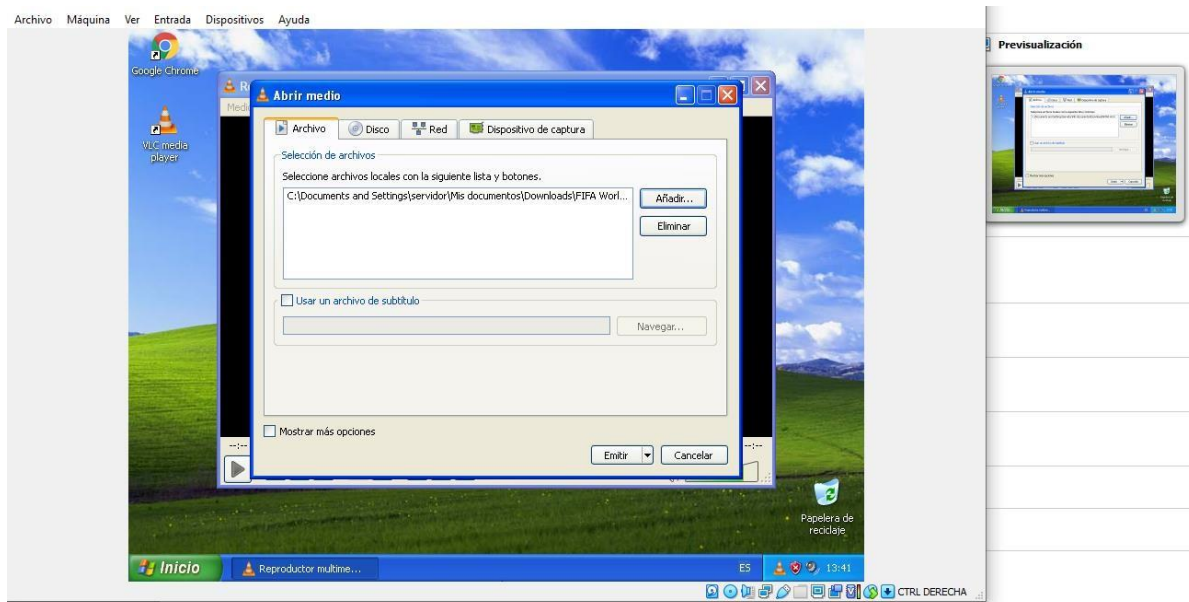 Archivo Máquina Ver Entrada Dispositivos Ayuda
Previsualización
Google Chrome
VLC media
player
Abrir medio
Archivo Disco Red Dispositivo de captura
Selección de archivos
Seleccione archivos locales con la siguiente lista y botones.
C:\Documents and Settings\servidor\Mis documentos\Downloads\FIFA Worl...
Añadir...
Eliminar
Usar un archivo de subtítulo
Navegar...
Mostrar más opciones
--:-- --:--
Emitir Cancelar
Papelera de
reciclaje
Inicio Reproductor multime... ES 13:41
CTRL DERECHA